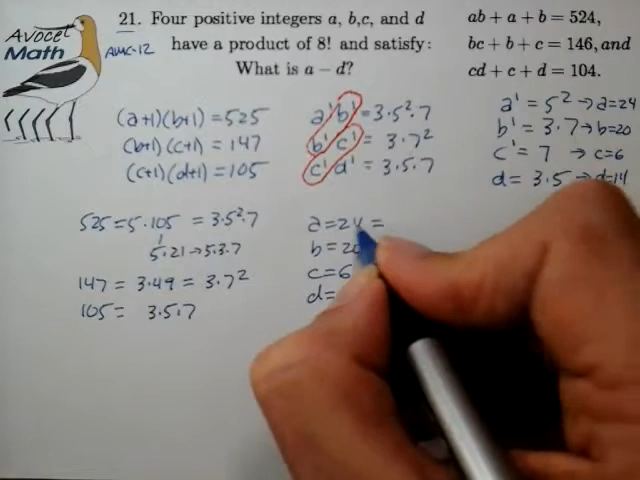 Avocet
Math
AMC-12
21. Four positive integers a, b,c, and d
have a product of 8! and satisfy:
What is a − d?
ab + a + b = 524,
bc + b + c = 146, and
cd + c + d = 104.
(a+1)(b+1) = 525
(b+1)(c+1) = 147
(c+1)(d+1) = 105
a'b' = 3·5²·7
b'c' = 3·7²
c'd' = 3·5·7
a' = 5² → a=24
b' = 3·7 → b=20
c' = 7 → c=6
d = 3·5 → d=14
525 = 5·105 = 3·5²·7
5·21 → 5·3·7
147 = 3·49 = 3·7²
105 = 3·5·7
a=24 =
b=20
c=6
d=